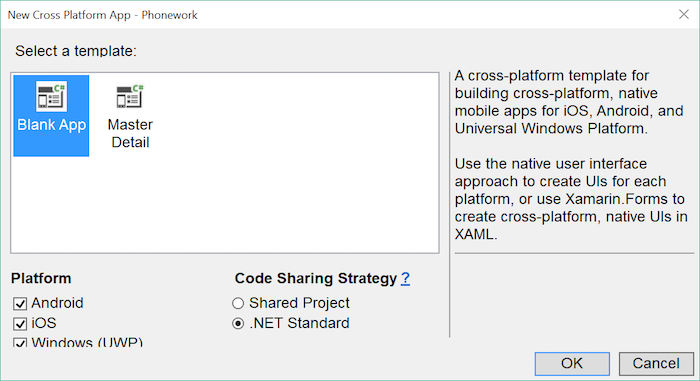 New Cross Platform App - Phonework
Select a template:
Blank App
Master
Detail
A cross-platform template for
building cross-platform, native
mobile apps for iOS, Android, and
Universal Windows Platform.
Use the native user interface
approach to create UIs for each
platform, or use Xamarin.Forms to
create cross-platform, native UIs in
XAML.
Platform
Android
iOS
Windows (UWP)
Code Sharing Strategy ?
Shared Project
.NET Standard
OK
Cancel